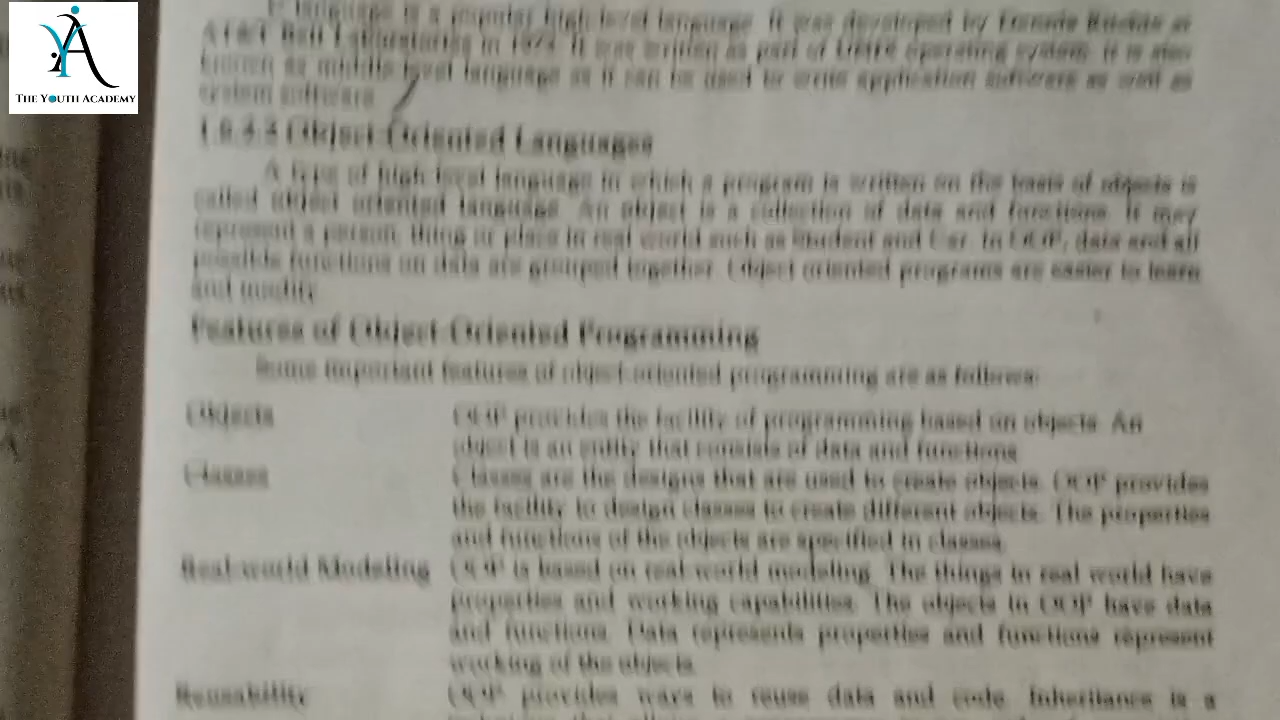 THE YOUTH ACADEMY
language is a popular high level language. It was developed by Dennis Ritchie at
AT&T Bell Laboratories in It was written as part of UNIX operating system. It is also
known as middle-level language as it can be used to write application software as well as
system software.
Object Oriented Languages
A type of high-level language in which a program is written on the basis of objects is
called object oriented language. An object is a collection of data and functions. It may
represent a person, thing or place in real world such as Student and Car. In OOP, data and all
possible functions on data are grouped together. Object oriented programs are easier to learn
and modify.
Features of Object-Oriented Programming
Some important features of object-oriented programming are as follows:
Objects OOP provides the facility of programming based on objects. An
object is an entity that consists of data and functions.
Classes Classes are the designs that are used to create objects. OOP provides
the facility to design classes to create different objects. The properties
and functions of the objects are specified in classes.
Real-world Modeling OOP is based on real-world modeling. The things in real world have
properties and working capabilities. The objects in OOP have data
and functions. Data represents properties and functions represent
working of the objects.
Reusability OOP provides ways to reuse data and code. Inheritance is a